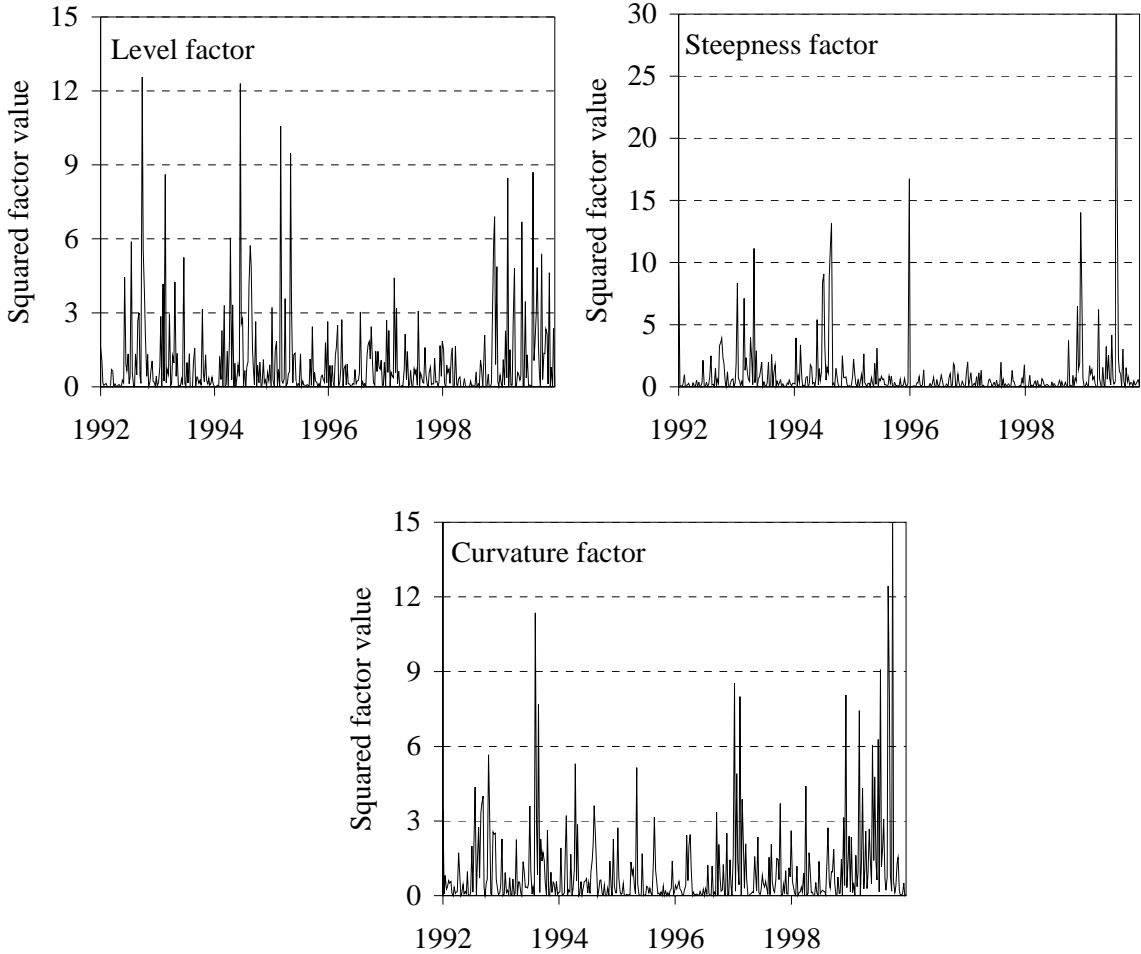 Level factor
Squared factor value
15
12
9
6
3
0
1992 1994 1996 1998
Steepness factor
Squared factor value
30
25
20
15
10
5
0
1992 1994 1996 1998
Curvature factor
Squared factor value
15
12
9
6
3
0
1992 1994 1996 1998